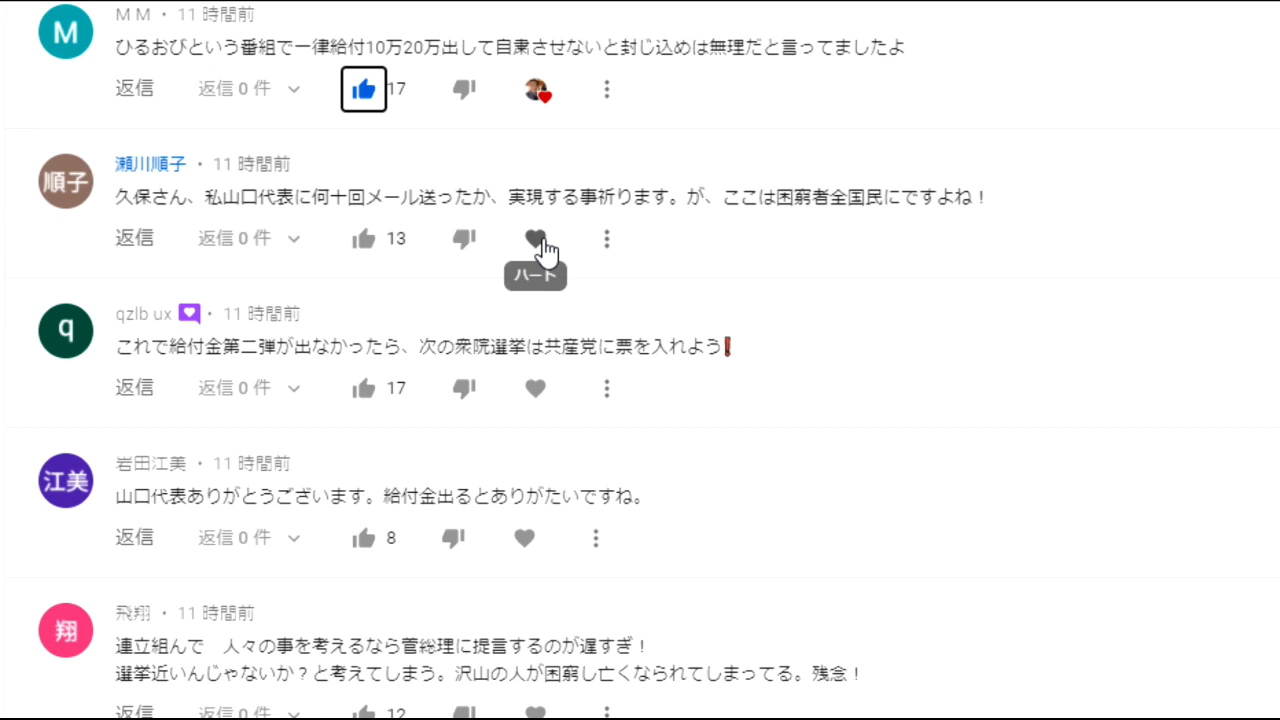 M
M M ・ 11 時間前
ひるおびという番組で一律給付10万20万出して自粛させないと封じ込めは無理だと言ってましたよ
返信 返信 0 件 17
順子
瀬川順子 ・ 11 時間前
久保さん、私山口代表に何十回メール送ったか、実現する事祈ります。が、ここは困窮者全国民にですよね！
返信 返信 0 件 13
ハート
q
qzlb ux ・ 11 時間前
これで給付金第二弾が出なかったら、次の衆院選挙は共産党に票を入れよう❗
返信 返信 0 件 17
江美
岩田江美 ・ 11 時間前
山口代表ありがとうございます。給付金出るとありがたいですね。
返信 返信 0 件 8
翔
飛翔 ・ 11 時間前
連立組んで　人々の事を考えるなら菅総理に提言するのが遅すぎ！
選挙近いんじゃないか？と考えてしまう。沢山の人が困窮し亡くなられてしまってる。残念！
返信 返信 0 件 12